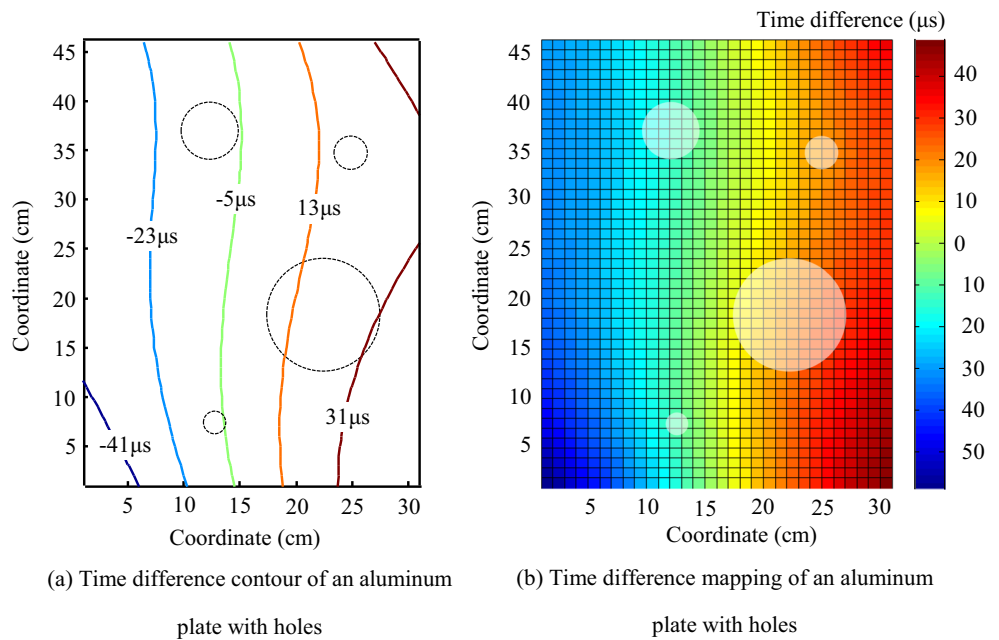 Time difference (μs)
45
40
35
30
25
20
15
10
5
Coordinate (cm)
-23μs
-5μs
13μs
-41μs
31μs
5
10
15
20
25
30
Coordinate (cm)
(a) Time difference contour of an aluminum
plate with holes
45
40
35
30
25
20
15
10
5
Coordinate (cm)
5
10
15
20
25
30
Coordinate (cm)
40
30
20
10
0
10
20
30
40
50
(b) Time difference mapping of an aluminum
plate with holes